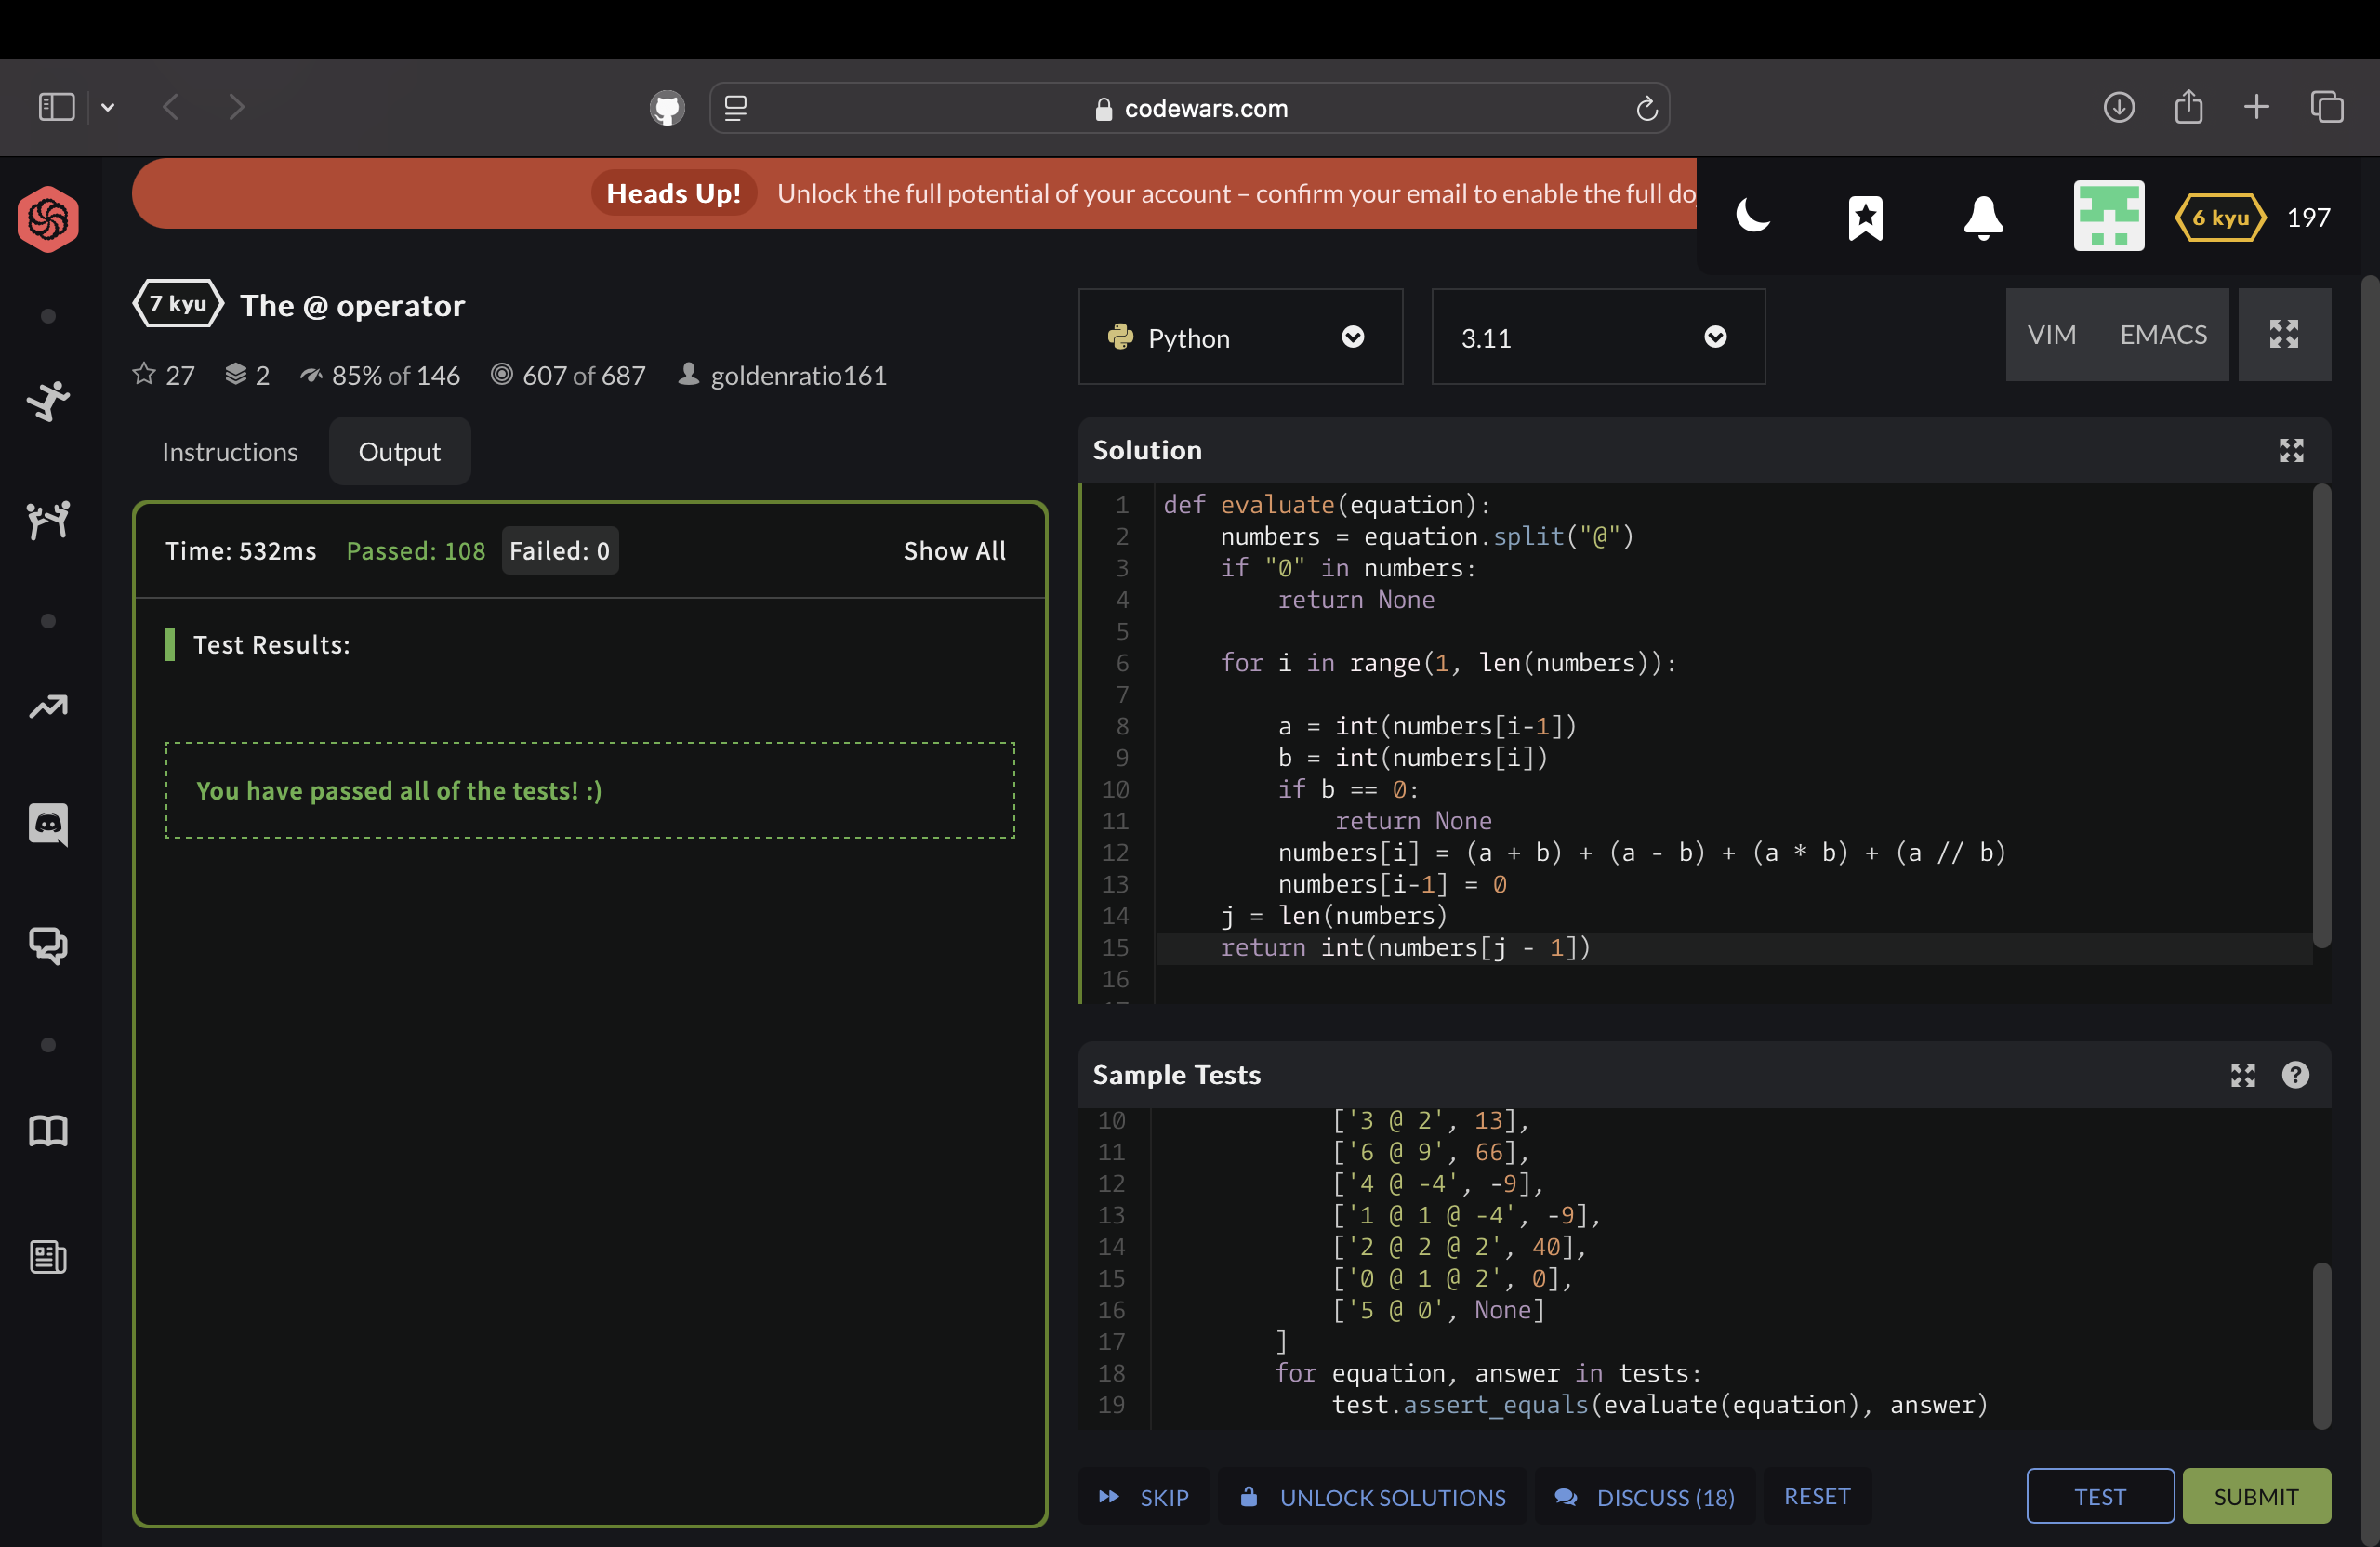 codewars.com
Heads Up! Unlock the full potential of your account – confirm your email to enable the full do
6 kyu 197
7 kyu The @ operator
27 2 85% of 146 607 of 687 goldenratio161
Python
3.11
VIM EMACS
Instructions Output
Time: 532ms Passed: 108 Failed: 0 Show All
Test Results:
You have passed all of the tests! :)
Solution
1 def evaluate(equation):
2     numbers = equation.split("@")
3     if "0" in numbers:
4         return None
5
6     for i in range(1, len(numbers)):
7
8         a = int(numbers[i-1])
9         b = int(numbers[i])
10         if b == 0:
11             return None
12         numbers[i] = (a + b) + (a - b) + (a * b) + (a // b)
13         numbers[i-1] = 0
14     j = len(numbers)
15     return int(numbers[j - 1])
16
Sample Tests
10             ['3 @ 2', 13],
11             ['6 @ 9', 66],
12             ['4 @ -4', -9],
13             ['1 @ 1 @ -4', -9],
14             ['2 @ 2 @ 2', 40],
15             ['0 @ 1 @ 2', 0],
16             ['5 @ 0', None]
17         ]
18         for equation, answer in tests:
19             test.assert_equals(evaluate(equation), answer)
SKIP UNLOCK SOLUTIONS DISCUSS (18) RESET TEST SUBMIT